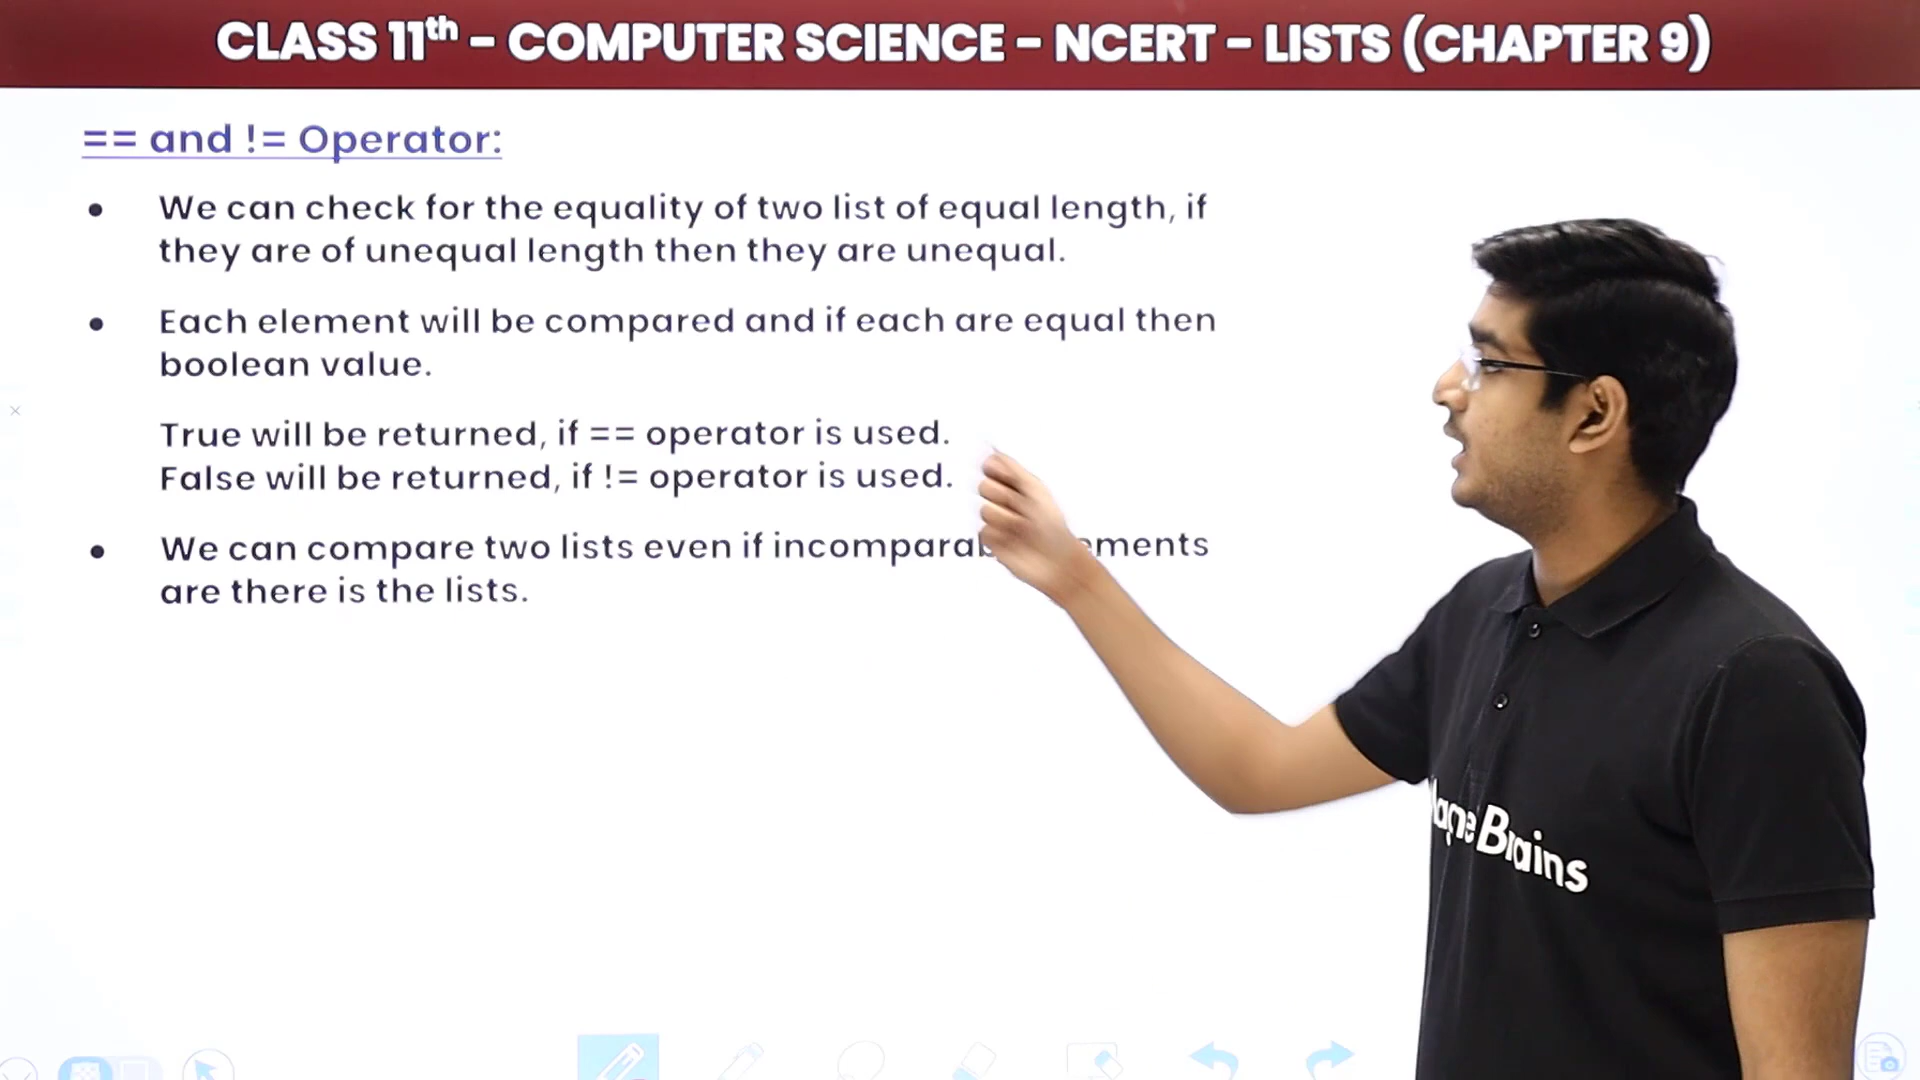 CLASS 11th - COMPUTER SCIENCE - NCERT - LISTS (CHAPTER 9)
== and != Operator:
• We can check for the equality of two list of equal length, if
they are of unequal length then they are unequal.
• Each element will be compared and if each are equal then
boolean value.
True will be returned, if == operator is used.
False will be returned, if != operator is used.
• We can compare two lists even if
are there is the lists.
Brains